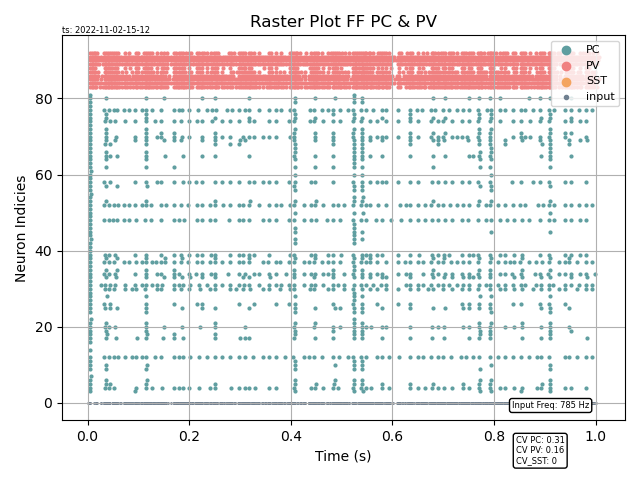 Raster Plot FF PC & PV
ts: 2022-11-02-15-12
PC
PV
SST
input
80
60
40
20
0
Neuron Indicies
0.0 0.2 0.4 0.6 0.8 1.0
Time (s)
Input Freq: 785 Hz
CV PC: 0.31
CV PV: 0.16
CV_SST: 0